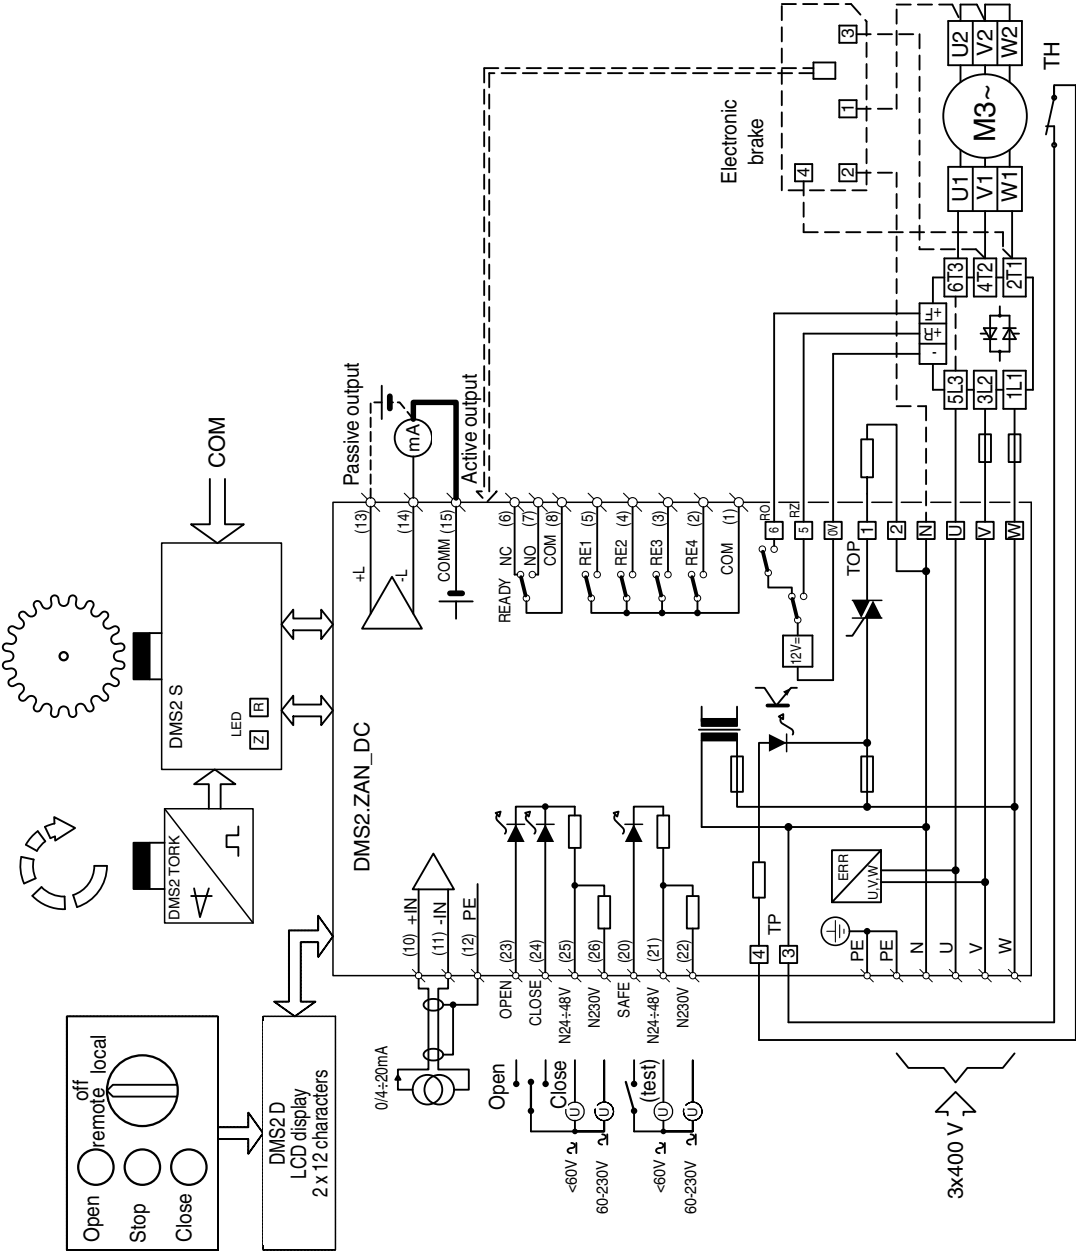 Open
Stop
Close
remote
off
local
DMS2 D
LCD display
2 x 12 characters
DMS2 TORK
DMS2 S
LED
Z
R
COM
DMS2.ZAN_DC
0/4÷20mA
(10) +IN
(11) -IN
(12) PE
OPEN (23)
CLOSE (24)
N24÷48V (25)
N230V (26)
SAFE (20)
N24÷48V (21)
N230V (22)
Open
Close
U
U
<60V
60-230V
(test)
U
U
<60V
60-230V
Passive output
Active output
mA
+L (13)
-L (14)
COMM (15)
READY
NC (6)
NO (7)
COM (8)
RE1 (5)
RE2 (4)
RE3 (3)
RE4 (2)
COM (1)
12V=
RO
6
RZ
5
0V
TOP
1
2
N
U
V
W
TP
4
3
ERR
U.V.W
PE
PE
N
U
V
W
3x400 V
Electronic
brake
3
1
4
2
+F
+R
-
6T3
4T2
2T1
5L3
3L2
1L1
U1
V1
W1
M3~
U2
V2
W2
TH